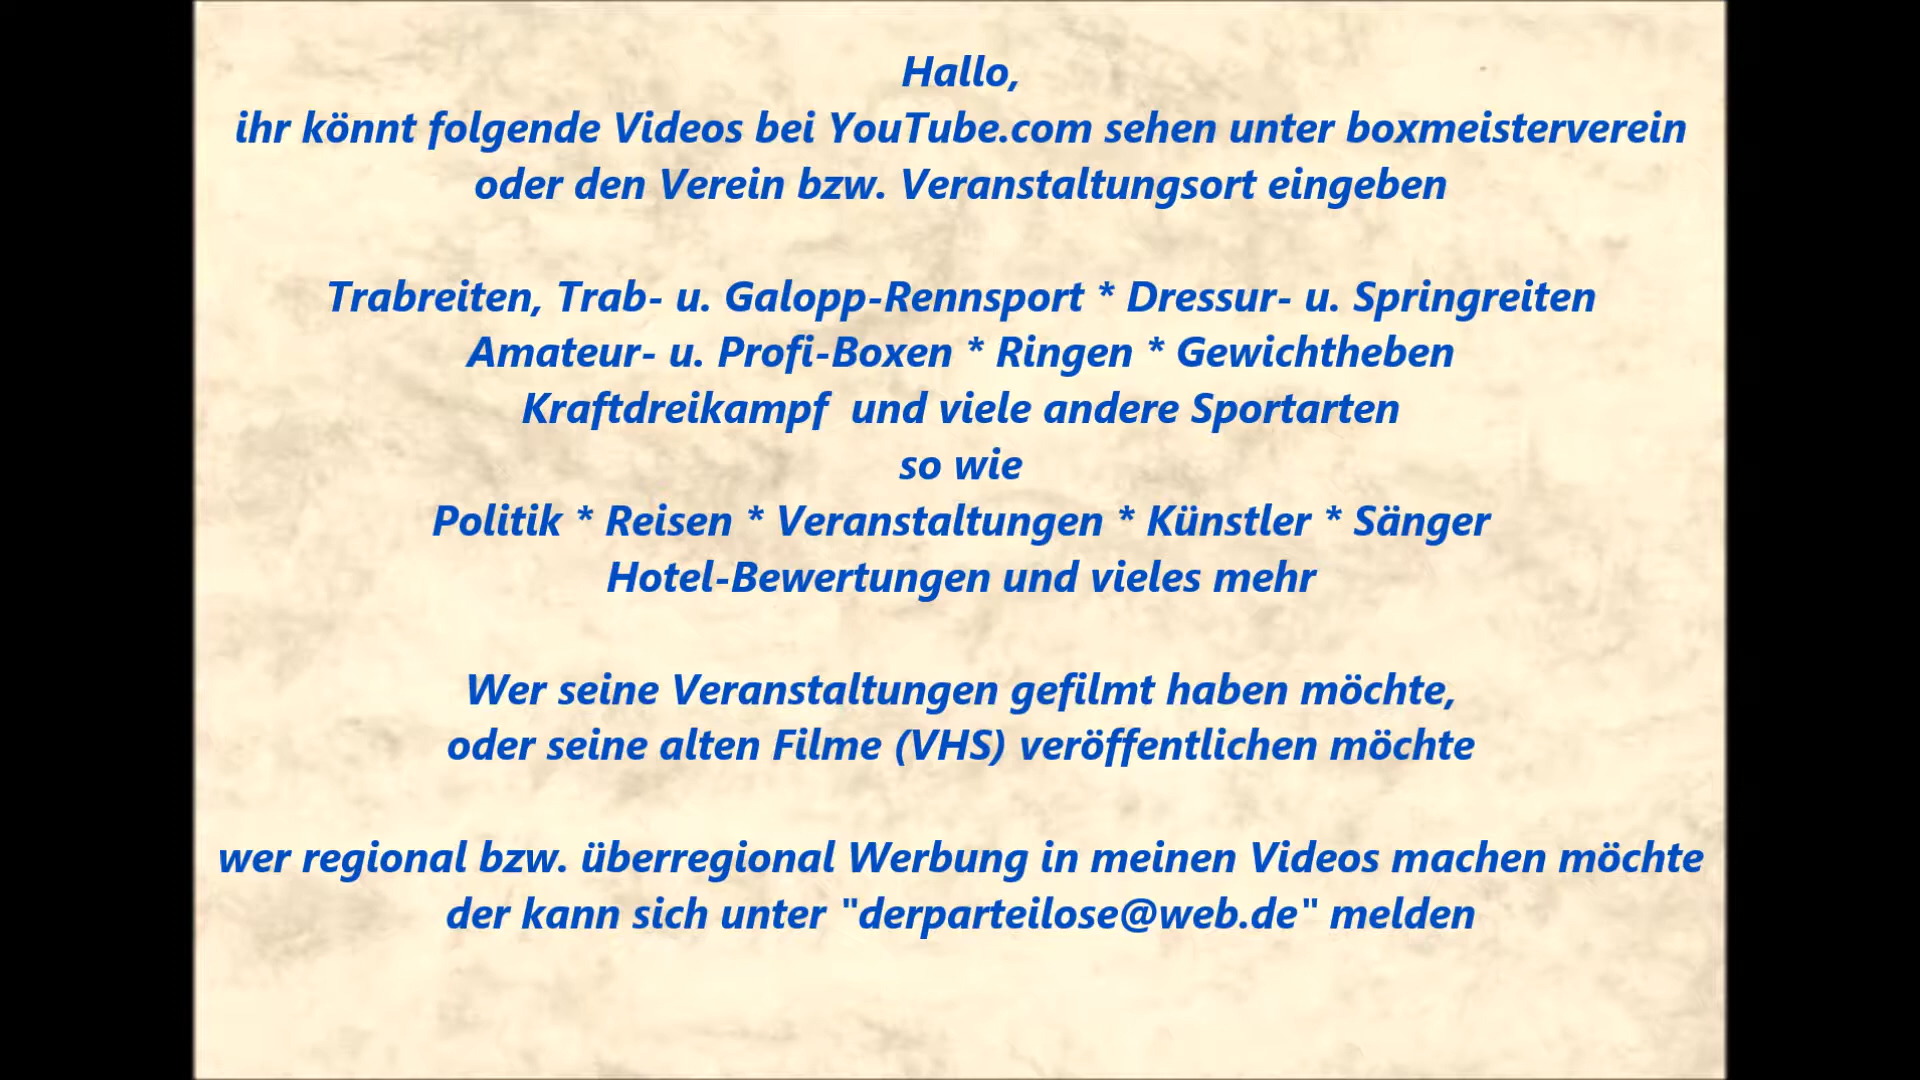 Hallo,
ihr könnt folgende Videos bei YouTube.com sehen unter boxmeisterverein
oder den Verein bzw. Veranstaltungsort eingeben
Trabreiten, Trab- u. Galopp-Rennsport * Dressur- u. Springreiten
Amateur- u. Profi-Boxen * Ringen * Gewichtheben
Kraftdreikampf  und viele andere Sportarten
so wie
Politik * Reisen * Veranstaltungen * Künstler * Sänger
Hotel-Bewertungen und vieles mehr
Wer seine Veranstaltungen gefilmt haben möchte,
oder seine alten Filme (VHS) veröffentlichen möchte
wer regional bzw. überregional Werbung in meinen Videos machen möchte
der kann sich unter "derparteilose@web.de" melden